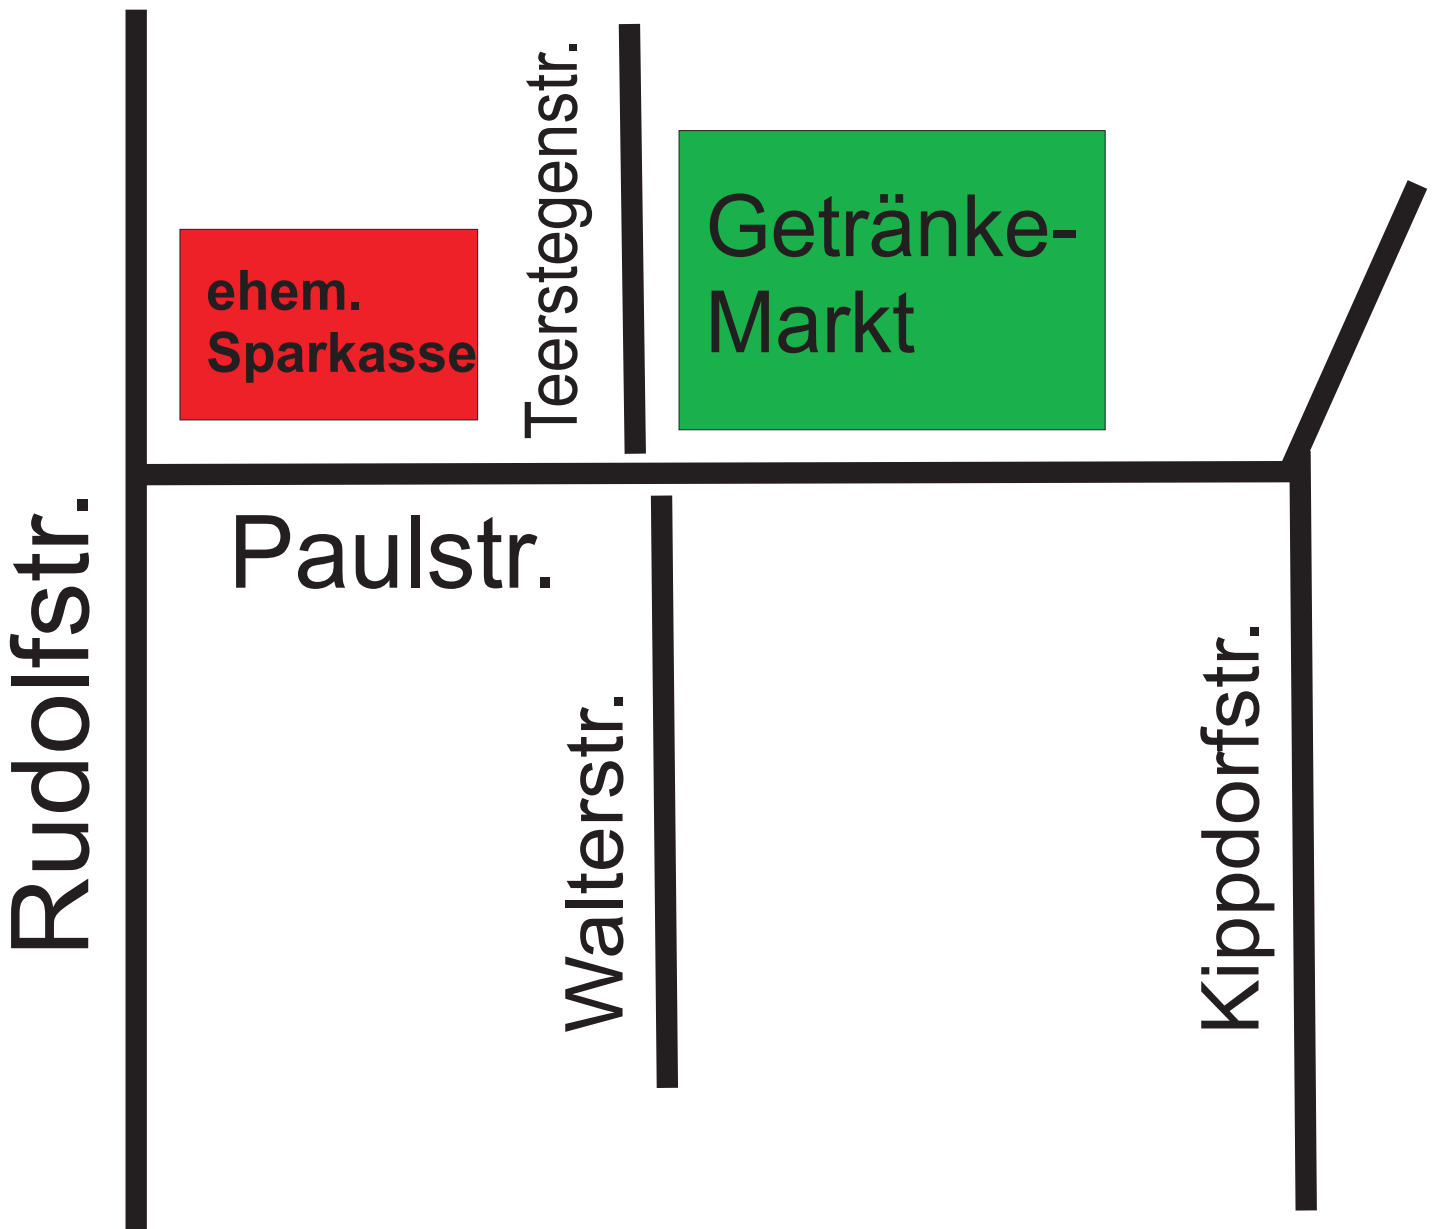 Teerstegenstr.
Getränke-
Markt
ehem.
Sparkasse
Paulstr.
Rudolfstr.
Walterstr.
Kippdorfstr.